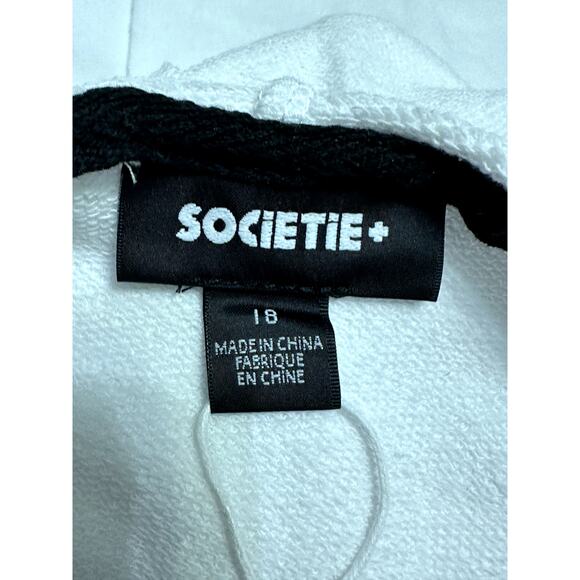 SOCiETiE+
18
MADE IN CHINA
FABRIQUE
EN CHINE